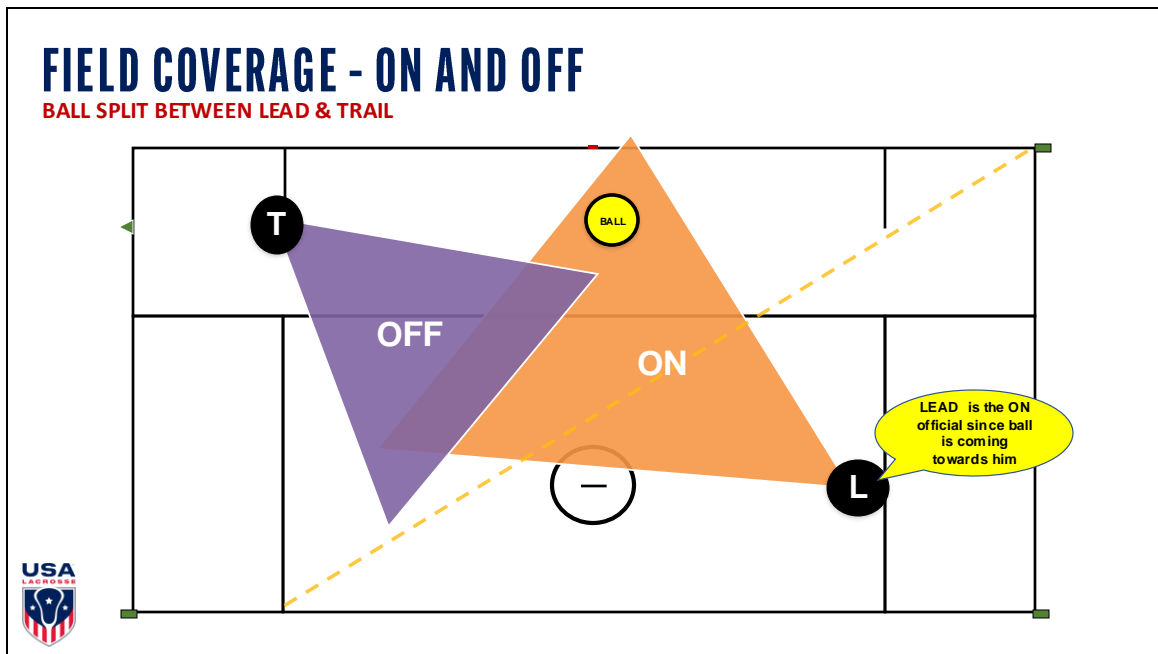 FIELD COVERAGE - ON AND OFF
BALL SPLIT BETWEEN LEAD & TRAIL
T
BALL
OFF
ON
LEAD is the ON
official since ball
is coming
towards him
L
USA
LACROSSE